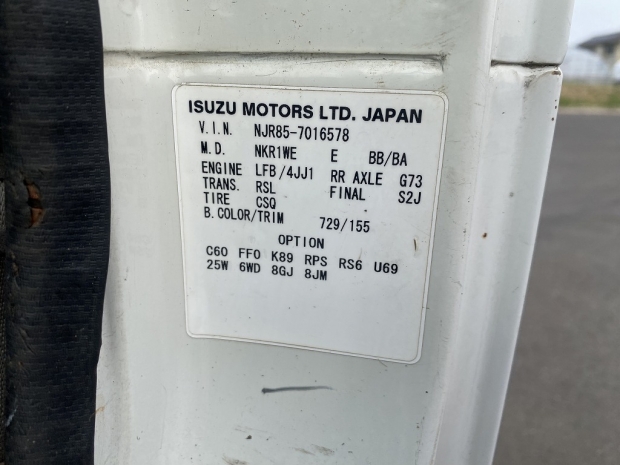 ISUZU MOTORS LTD. JAPAN
V.I.N. NJR85-7016578
M.D. NKR1WE E BB/BA
ENGINE LFB/4JJ1 RR AXLE G73
TRANS. RSL FINAL S2J
TIRE CSQ
B.COLOR/TRIM 729/155
OPTION
C60 FF0 K89 RPS RS6 U69
25W 6WD 8GJ 8JM